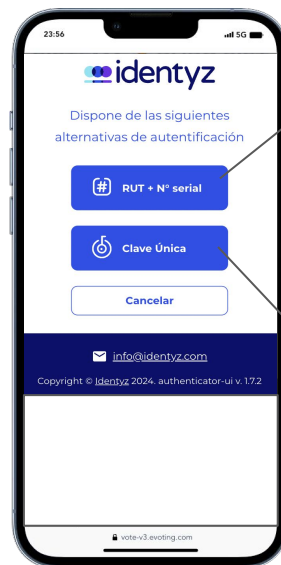 23:56
5G
identyz
Dispone de las siguientes
alternativas de autentificación
# RUT + N° serial
Clave Única
Cancelar
info@identyz.com
Copyright © Identyz 2024. authenticator-ui v. 1.7.2
vote-v3.evoting.com